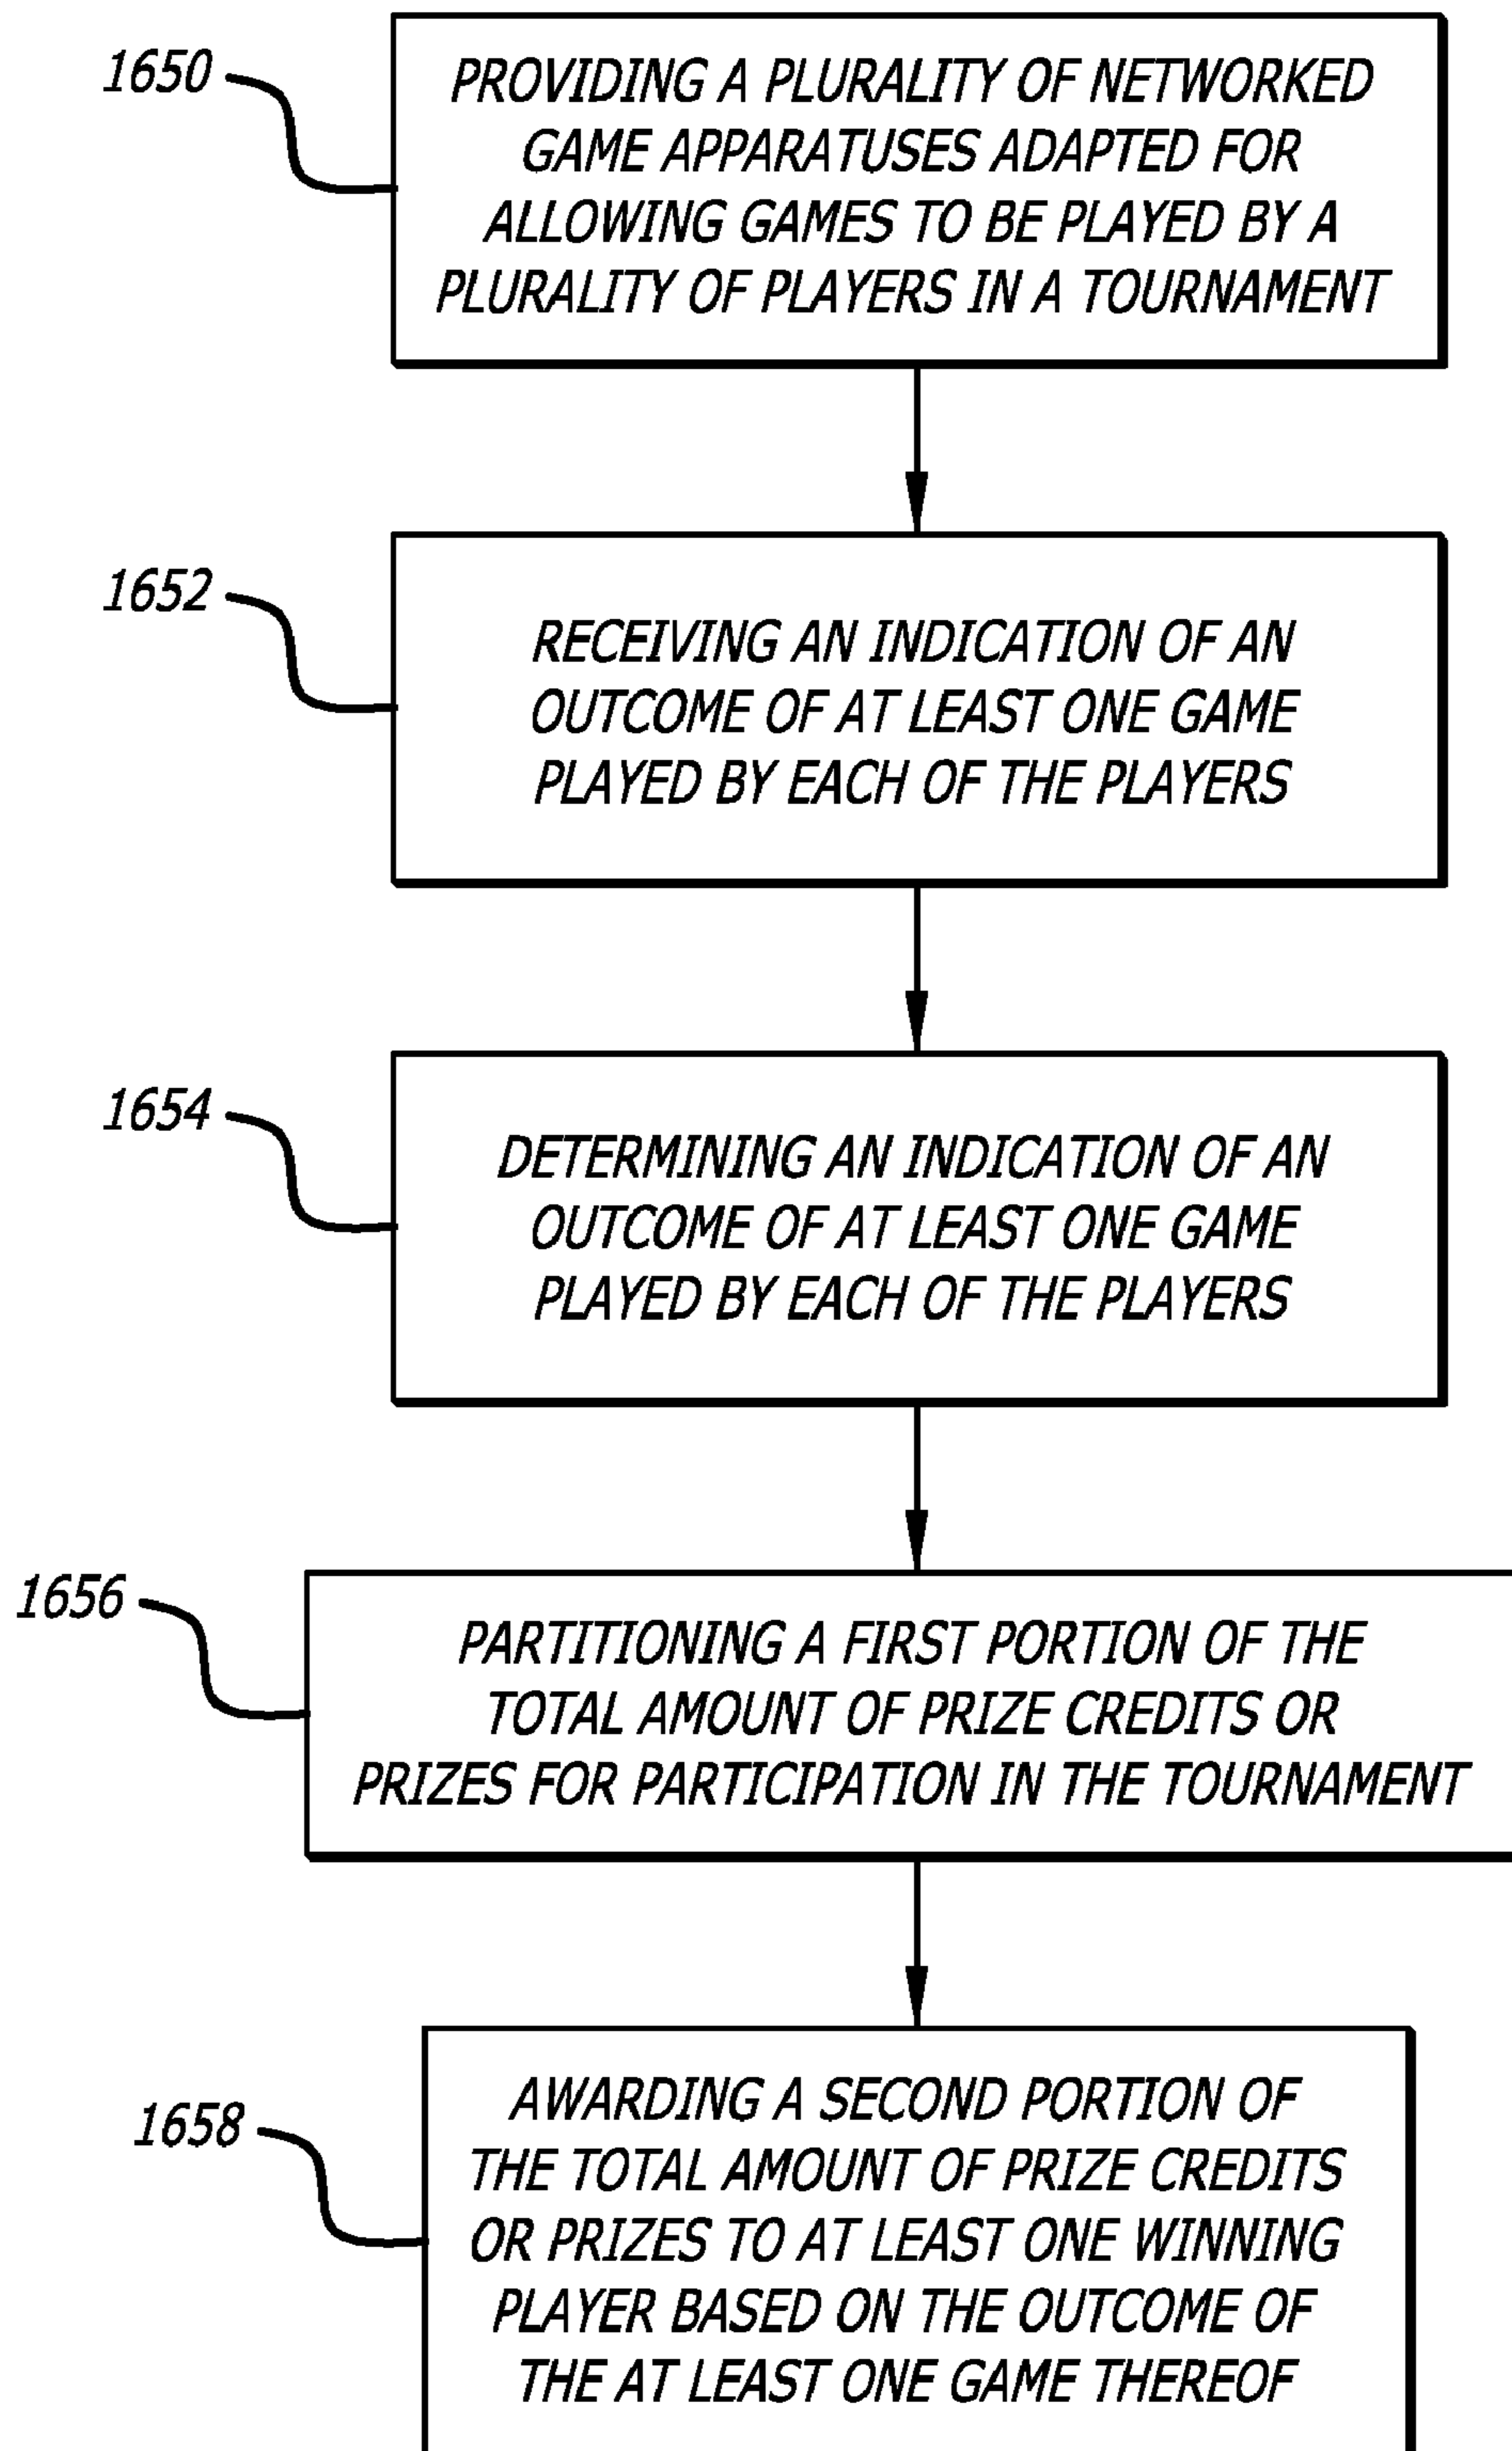 1650
PROVIDING A PLURALITY OF NETWORKED
GAME APPARATUSES ADAPTED FOR
ALLOWING GAMES TO BE PLAYED BY A
PLURALITY OF PLAYERS IN A TOURNAMENT
1652
RECEIVING AN INDICATION OF AN
OUTCOME OF AT LEAST ONE GAME
PLAYED BY EACH OF THE PLAYERS
1654
DETERMINING AN INDICATION OF AN
OUTCOME OF AT LEAST ONE GAME
PLAYED BY EACH OF THE PLAYERS
1656
PARTITIONING A FIRST PORTION OF THE
TOTAL AMOUNT OF PRIZE CREDITS OR
PRIZES FOR PARTICIPATION IN THE TOURNAMENT
1658
AWARDING A SECOND PORTION OF
THE TOTAL AMOUNT OF PRIZE CREDITS
OR PRIZES TO AT LEAST ONE WINNING
PLAYER BASED ON THE OUTCOME OF
THE AT LEAST ONE GAME THEREOF